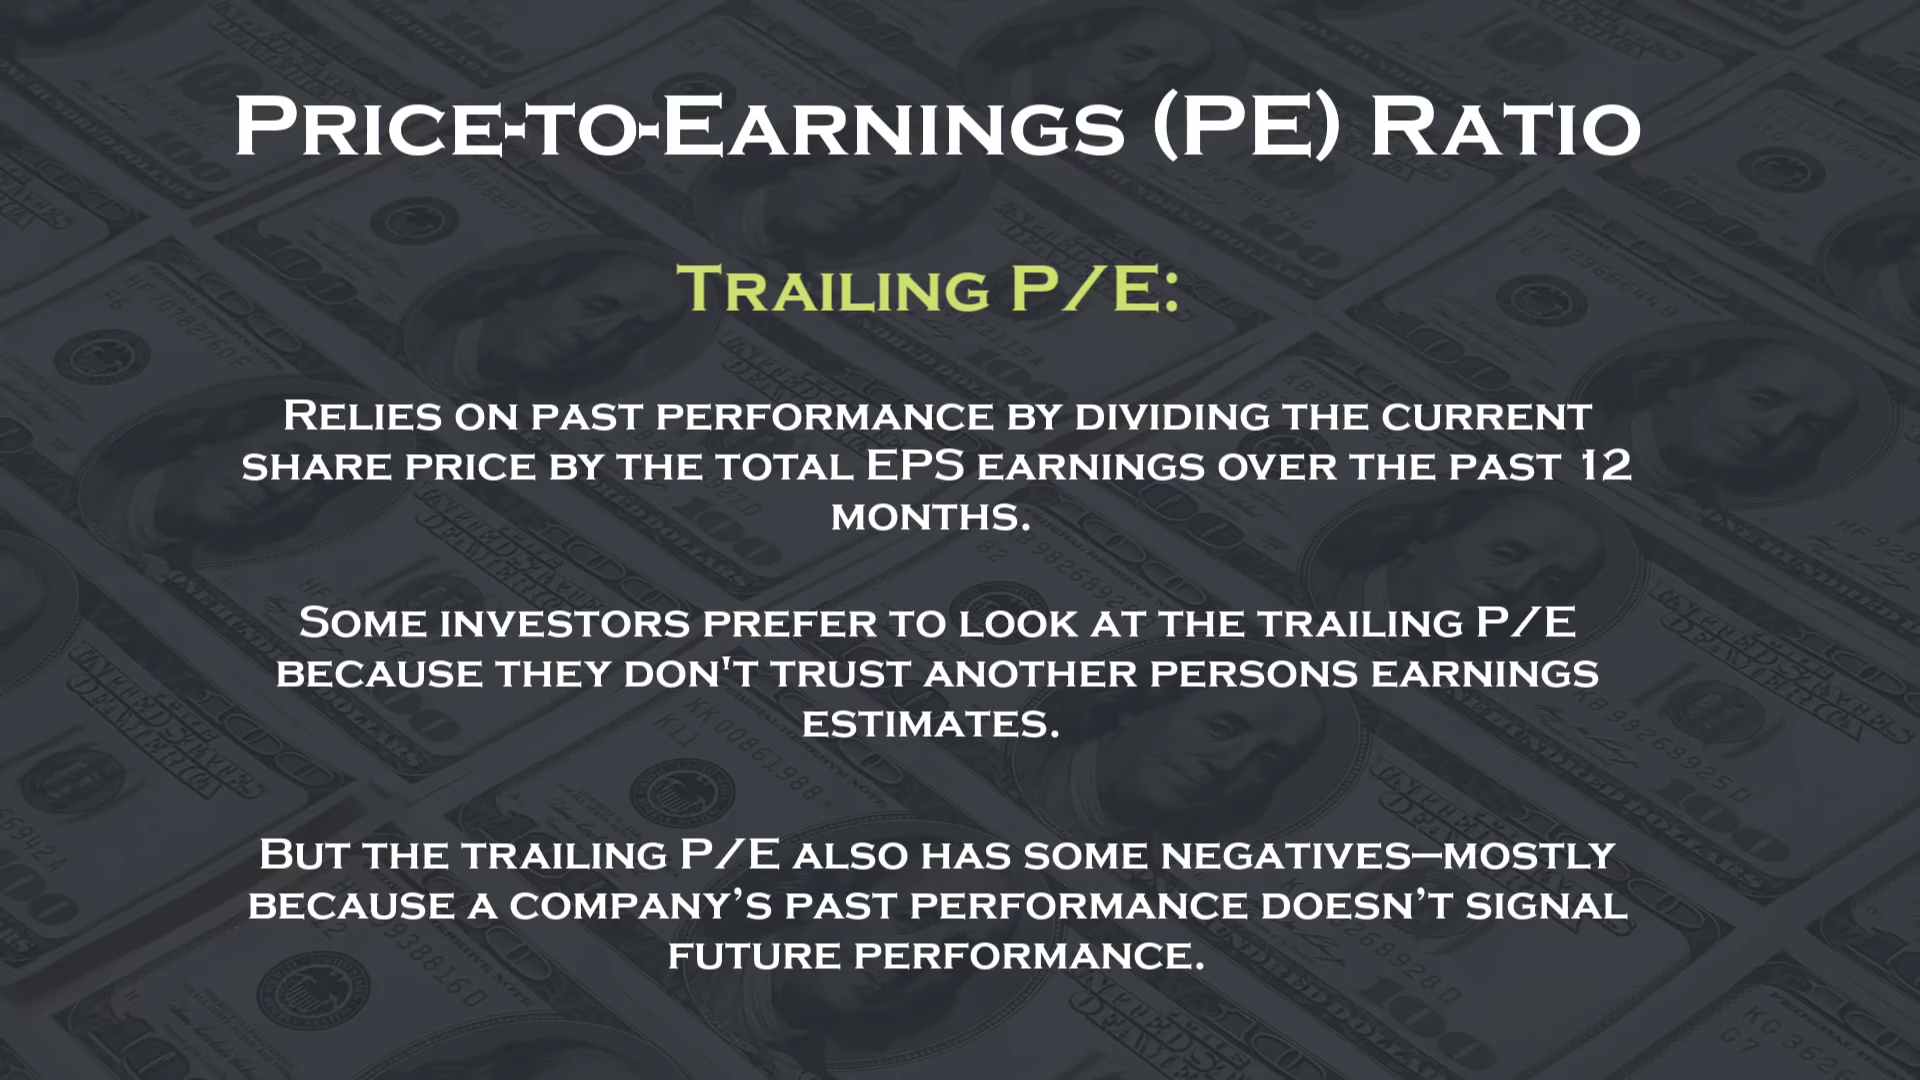 Price-to-Earnings (PE) Ratio
Trailing P/E:
Relies on past performance by dividing the current
share price by the total EPS earnings over the past 12
months.
Some investors prefer to look at the trailing P/E
because they don't trust another persons earnings
estimates.
But the trailing P/E also has some negatives—mostly
because a company’s past performance doesn’t signal
future performance.